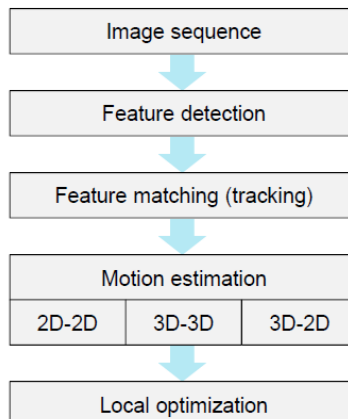 Image sequence
Feature detection
Feature matching (tracking)
Motion estimation
2D-2D 3D-3D 3D-2D
Local optimization